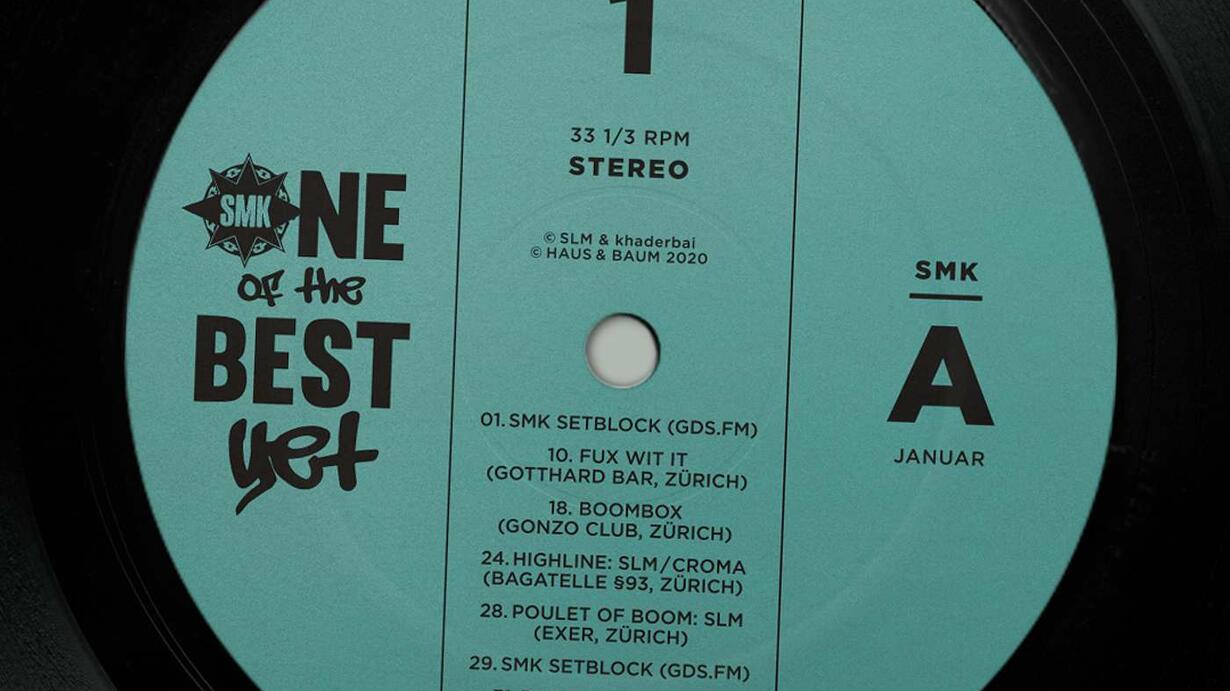 1
33 1/3 RPM
STEREO
© SLM & khaderbai
© HAUS & BAUM 2020
SMK
ONE
of the
BEST
yet
SMK
A
JANUAR
01. SMK SETBLOCK (GDS.FM)
10. FUX WIT IT
(GOTTHARD BAR, ZÜRICH)
18. BOOMBOX
(GONZO CLUB, ZÜRICH)
24. HIGHLINE: SLM/CROMA
(BAGATELLE §93, ZÜRICH)
28. POULET OF BOOM: SLM
(EXER, ZÜRICH)
29. SMK SETBLOCK (GDS.FM)